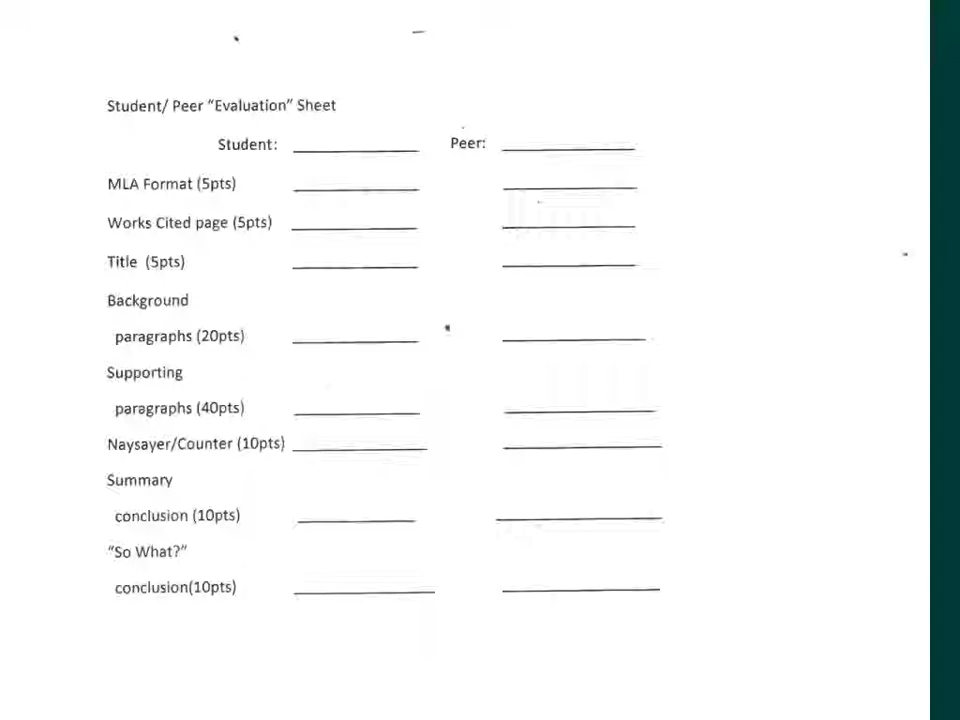 Student/ Peer “Evaluation” Sheet
Student: Peer:
MLA Format (5pts)
Works Cited page (5pts)
Title (5pts)
Background
paragraphs (20pts)
Supporting
paragraphs (40pts)
Naysayer/Counter (10pts)
Summary
conclusion (10pts)
“So What?”
conclusion(10pts)